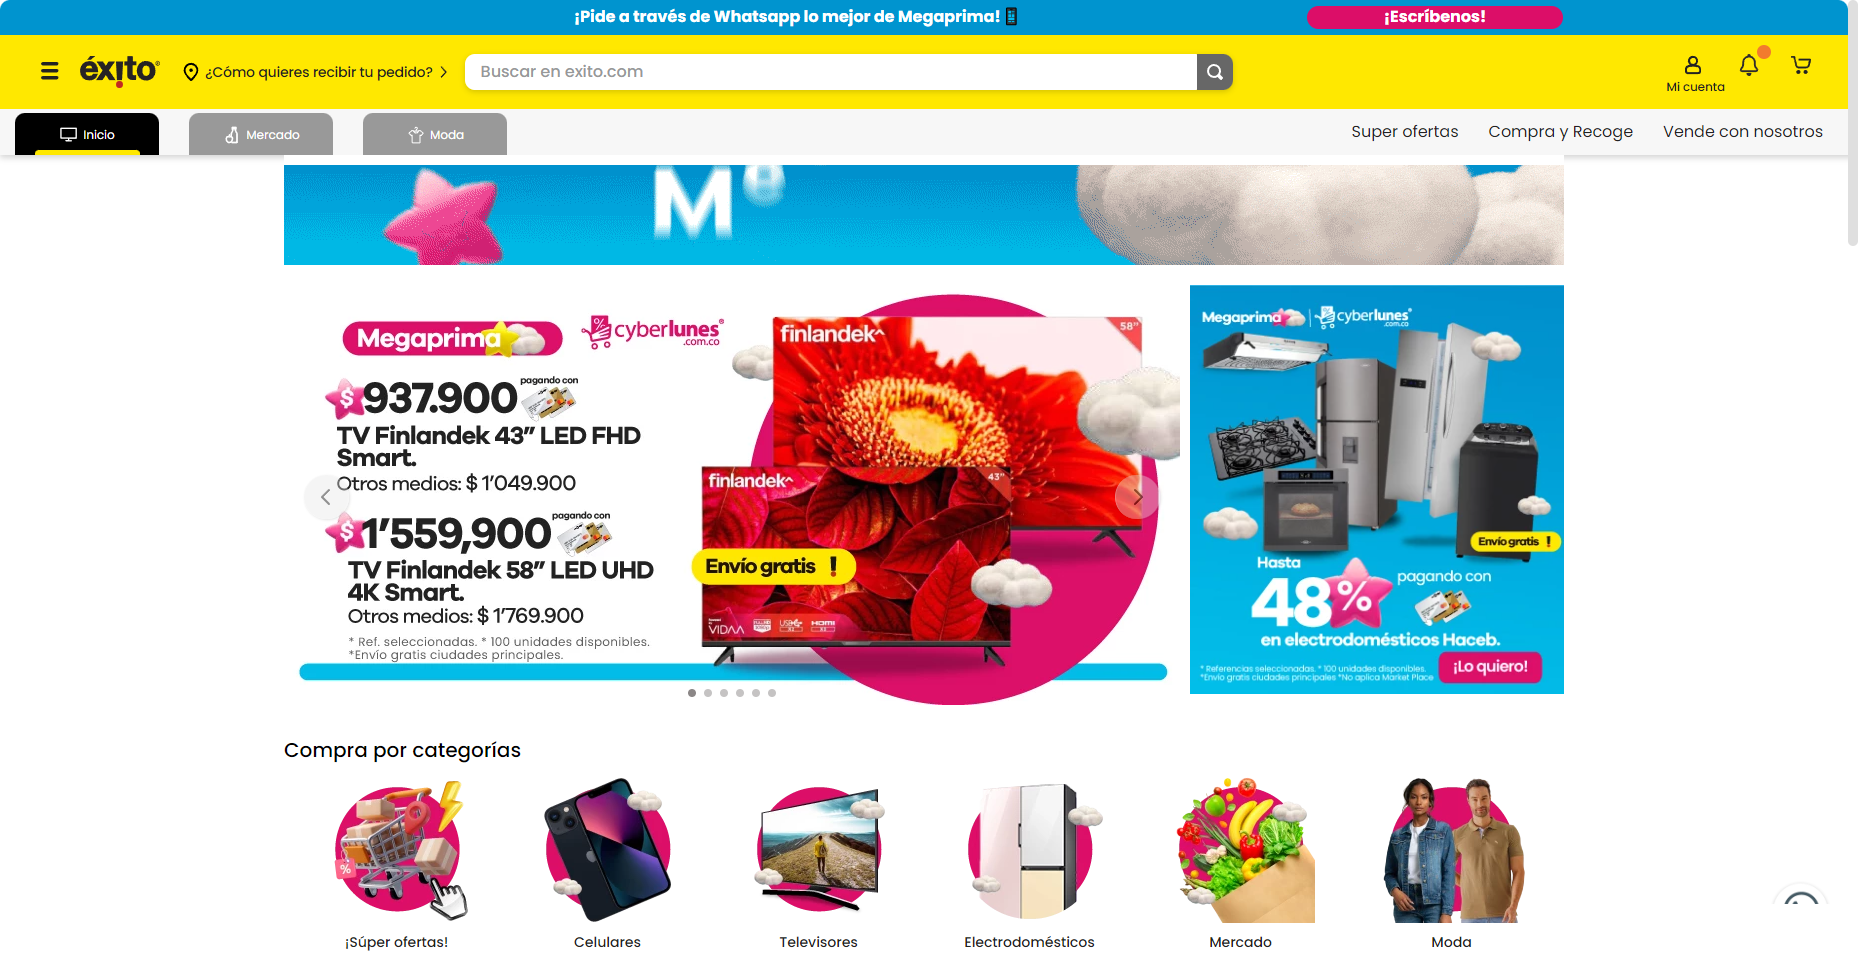 ¡Pide a través de Whatsapp lo mejor de Megaprima!
¡Escríbenos!
éxito
¿Cómo quieres recibir tu pedido?
Buscar en exito.com
Mi cuenta
Inicio
Mercado
Moda
Super ofertas
Compra y Recoge
Vende con nosotros
M
Megaprima
cyberlunes
.com.co
$937.900 pagando con
TV Finlandek 43” LED FHD
Smart.
Otros medios: $ 1’049.900
$1’559,900 pagando con
TV Finlandek 58” LED UHD
4K Smart.
Otros medios: $ 1’769.900
* Ref. seleccionadas. * 100 unidades disponibles.
*Envío gratis ciudades principales.
finlandek
58”
finlandek
43”
Envío gratis !
VIDAA
HDMI
Megaprima
cyberlunes
.com.co
Envío gratis !
Hasta
48%
pagando con
en electrodomésticos Haceb.
* Referencias seleccionadas. * 100 unidades disponibles.
*Envío gratis ciudades principales *No aplica Market Place
¡Lo quiero!
Compra por categorías
%
¡Súper ofertas!
Celulares
Televisores
Electrodomésticos
Mercado
Moda